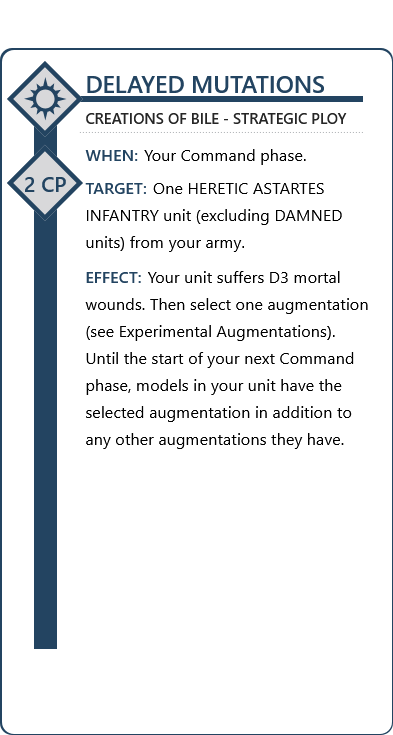 DELAYED MUTATIONS
CREATIONS OF BILE - STRATEGIC PLOY
2 CP
WHEN: Your Command phase.
TARGET: One HERETIC ASTARTES
INFANTRY unit (excluding DAMNED
units) from your army.
EFFECT: Your unit suffers D3 mortal
wounds. Then select one augmentation
(see Experimental Augmentations).
Until the start of your next Command
phase, models in your unit have the
selected augmentation in addition to
any other augmentations they have.